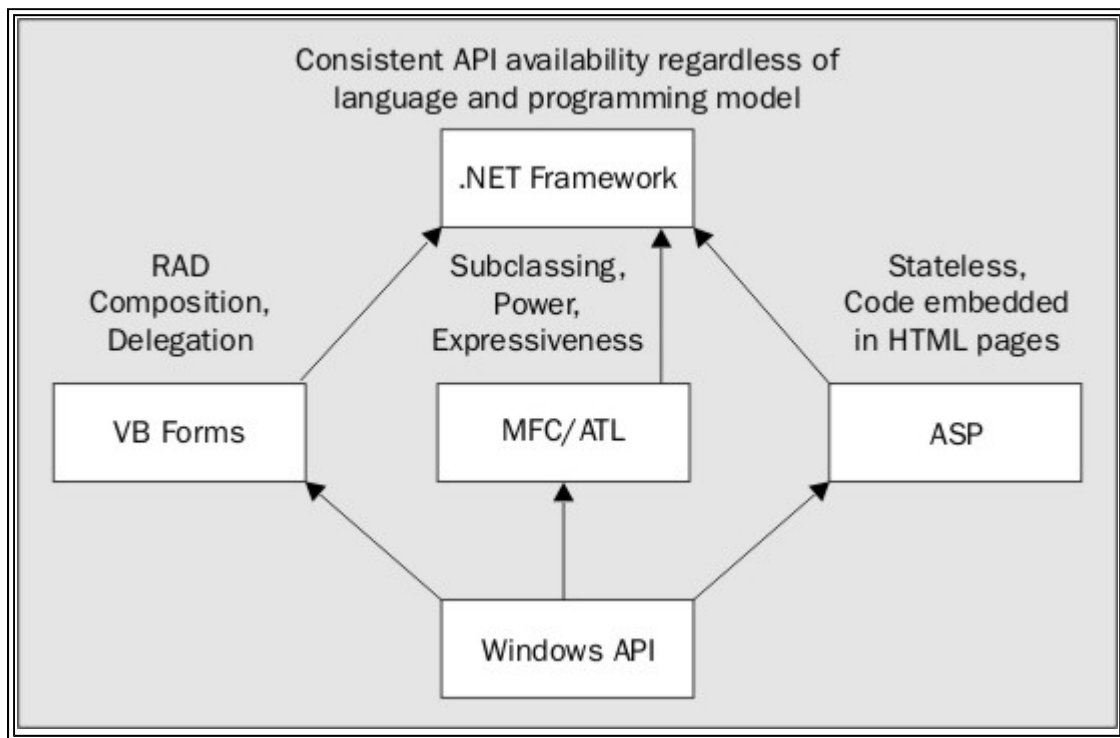 Consistent API availability regardless of
language and programming model
.NET Framework
RAD
Composition,
Delegation
Subclassing,
Power,
Expressiveness
Stateless,
Code embedded
in HTML pages
VB Forms
MFC/ATL
ASP
Windows API